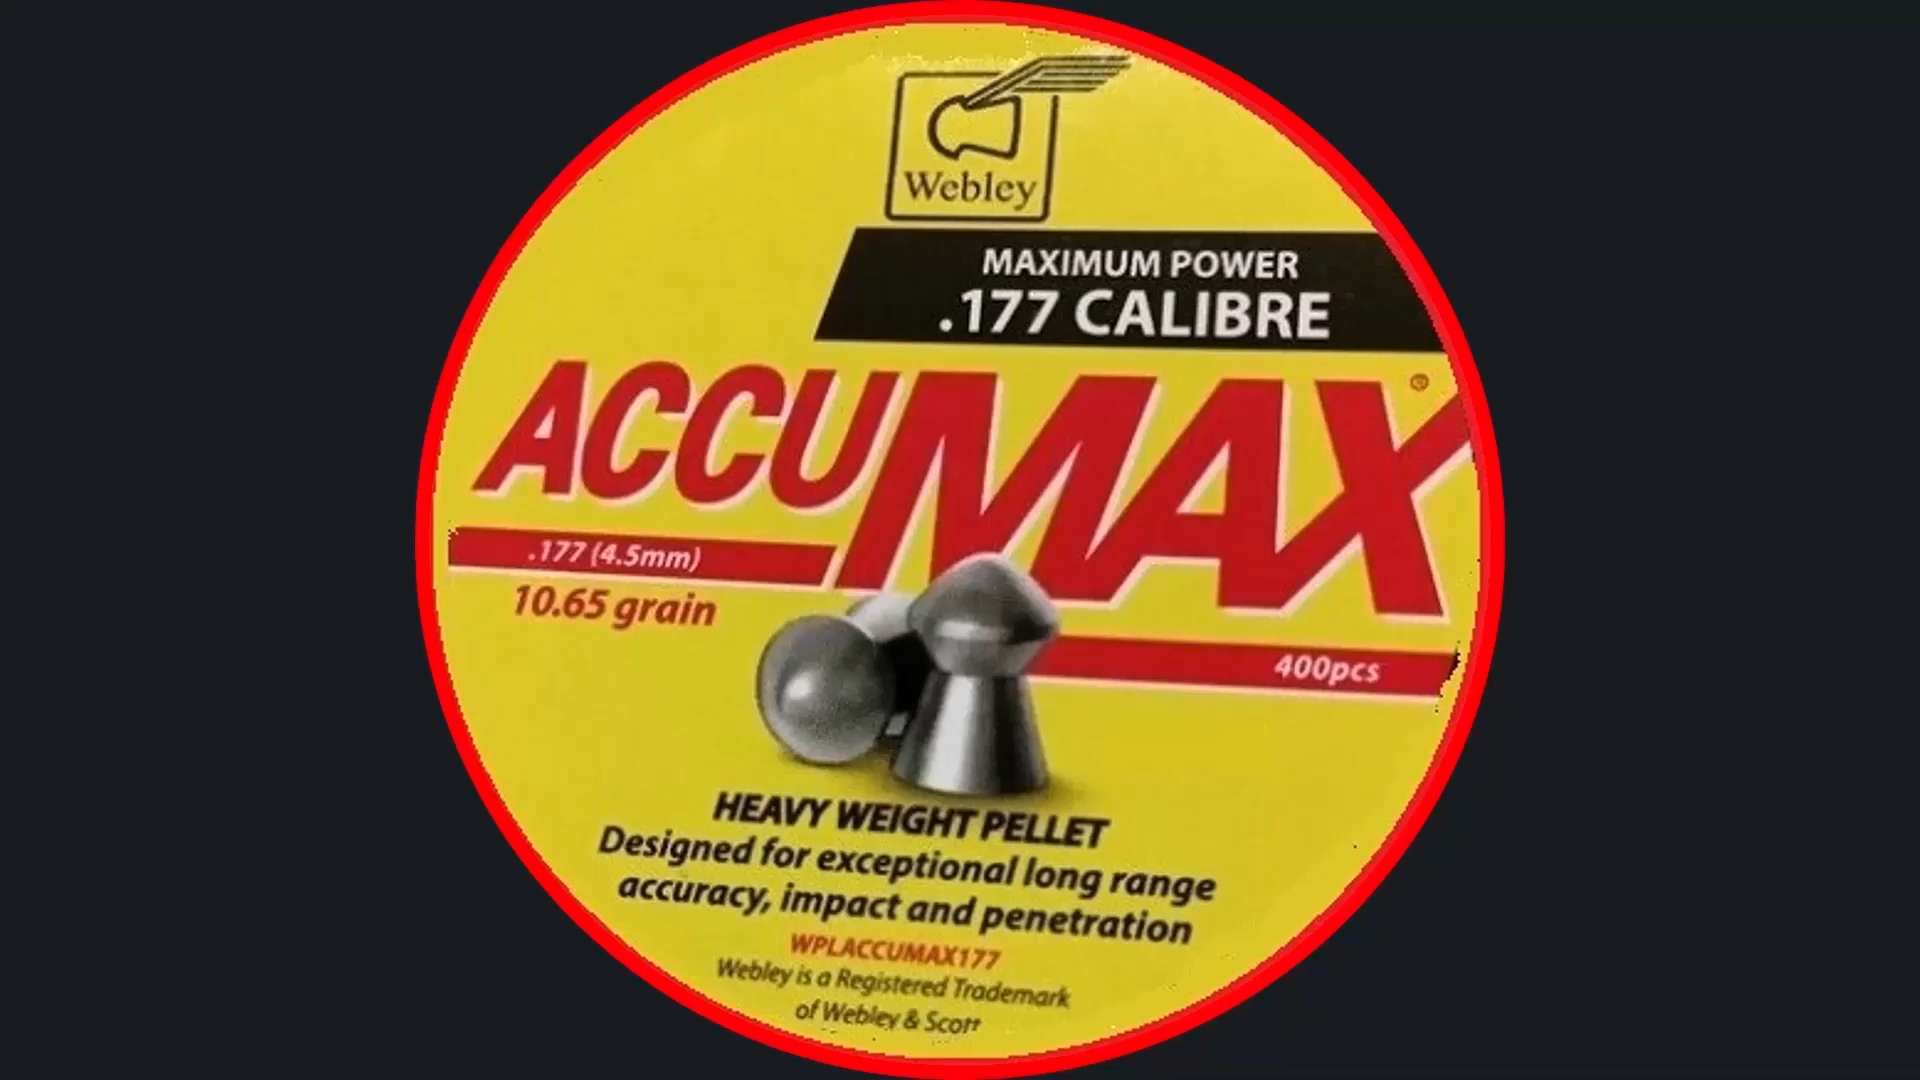 Webley
MAXIMUM POWER
.177 CALIBRE
ACCUMAX®
.177 (4.5mm)
10.65 grain
400pcs
HEAVY WEIGHT PELLET
Designed for exceptional long range
accuracy, impact and penetration
WPLACCUMAX177
Webley is a Registered Trademark
of Webley & Scott